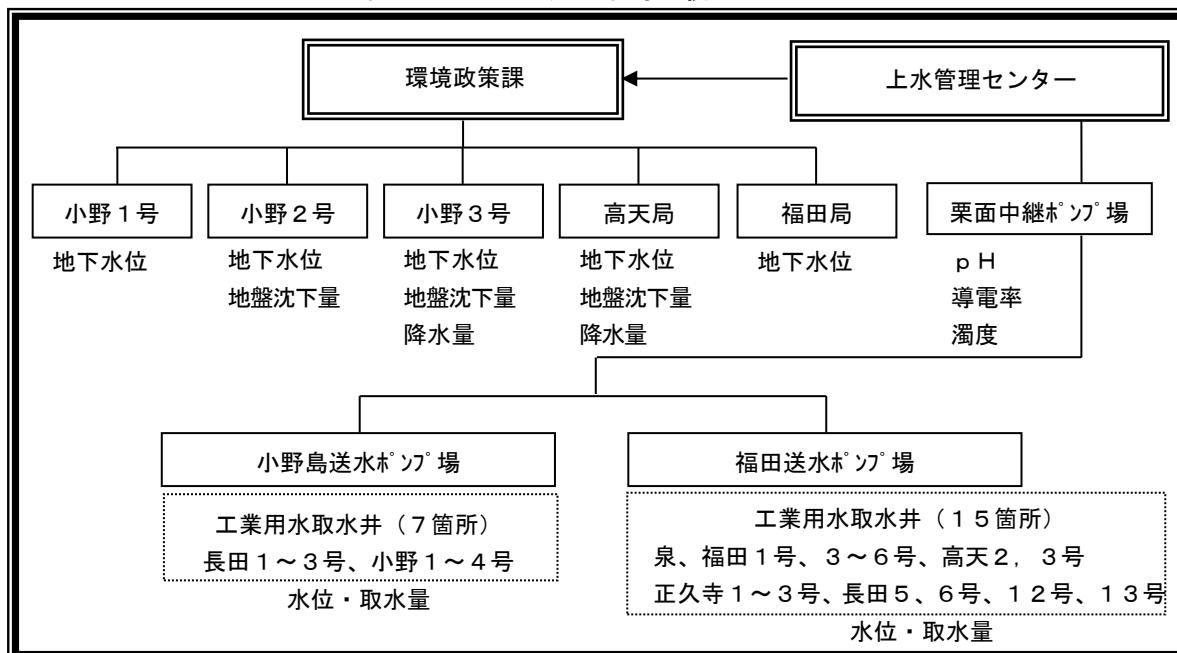 環境政策課
上水管理センター
小野１号
小野２号
小野３号
高天局
福田局
栗面中継ﾎﾟﾝﾌﾟ場
地下水位
地下水位
地盤沈下量
地下水位
地盤沈下量
降水量
地下水位
地盤沈下量
降水量
地下水位
ｐＨ
導電率
濁度
小野島送水ﾎﾟﾝﾌﾟ場
工業用水取水井（７箇所）
長田１～３号、小野１～４号
水位・取水量
福田送水ﾎﾟﾝﾌﾟ場
工業用水取水井（１５箇所）
泉、福田１号、３～６号、高天２，３号
正久寺１～３号、長田５、６号、１２号、１３号
水位・取水量